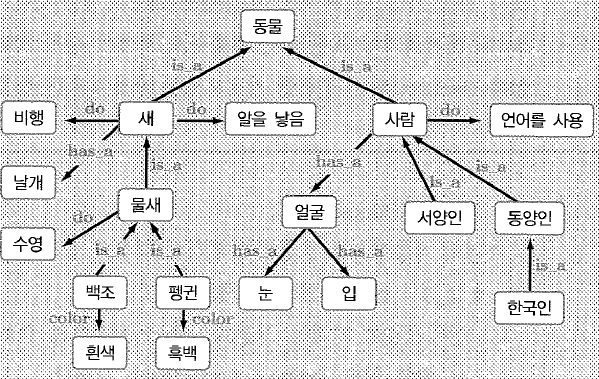 동물
is_a is_a
비행 do 새 do 알을 낳음 사람 do 언어를 사용
has_a is_a has_a is_a is_a
날개 물새 얼굴 서양인 동양인
do
수영 is_a is_a has_a has_a is_a
백조 펭귄 눈 입 한국인
color color
흰색 흑백